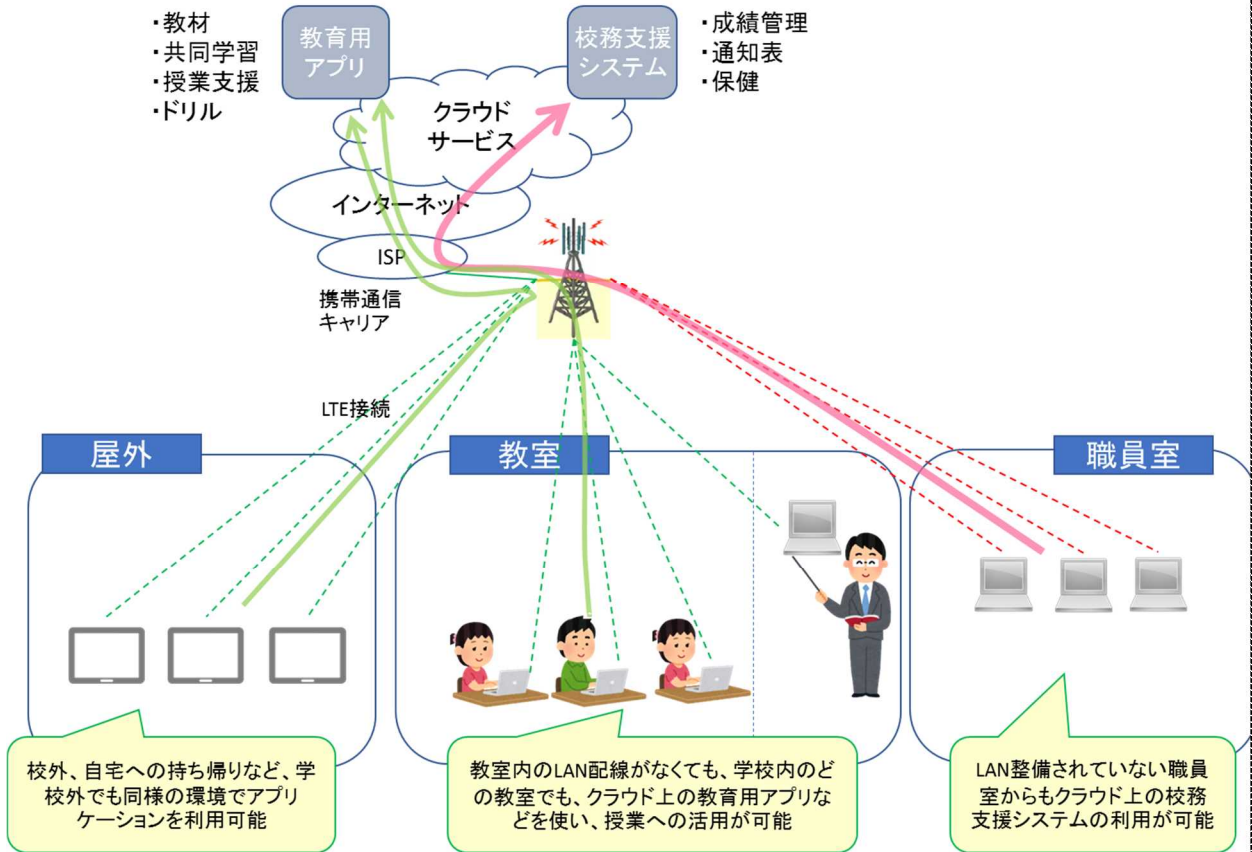 ・教材
・共同学習
・授業支援
・ドリル
教育用
アプリ
校務支援
システム
・成績管理
・通知表
・保健
クラウド
サービス
インターネット
ISP
携帯通信
キャリア
LTE接続
屋外
教室
職員室
校外、自宅への持ち帰りなど、学
校外でも同様の環境でアプリ
ケーションを利用可能
教室内のLAN配線がなくても、学校内のど
の教室でも、クラウド上の教育用アプリな
どを使い、授業への活用が可能
LAN整備されていない職員
室からもクラウド上の校務
支援システムの利用が可能